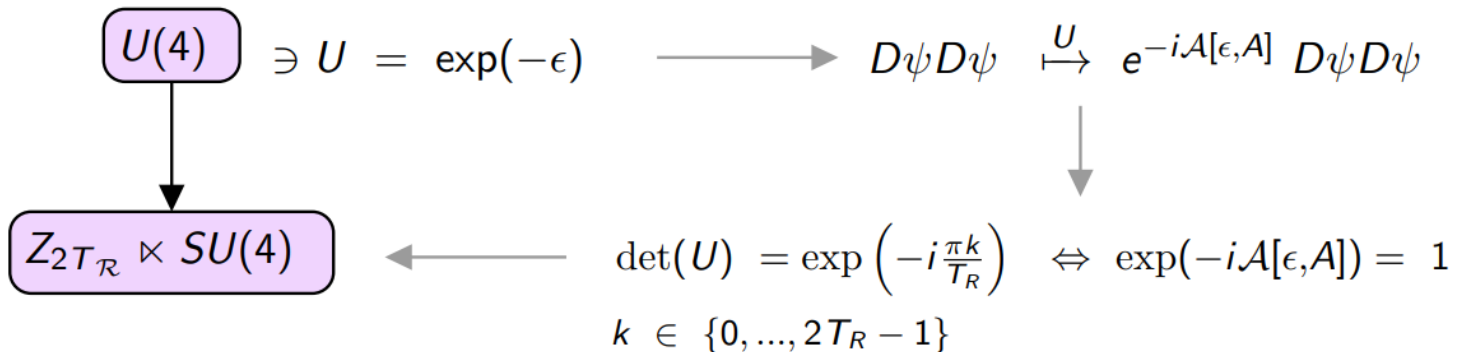 U(4) ∋ U = exp(−ϵ) ⟶ DψDψ ↦^U e^{−i𝒜[ϵ,A]} DψDψ
Z_{2T_ℛ} ⋉ SU(4) ⟵ det(U) = exp(−i πk/T_R) ⇔ exp(−i𝒜[ϵ,A]) = 1
k ∈ {0, ..., 2T_R − 1}